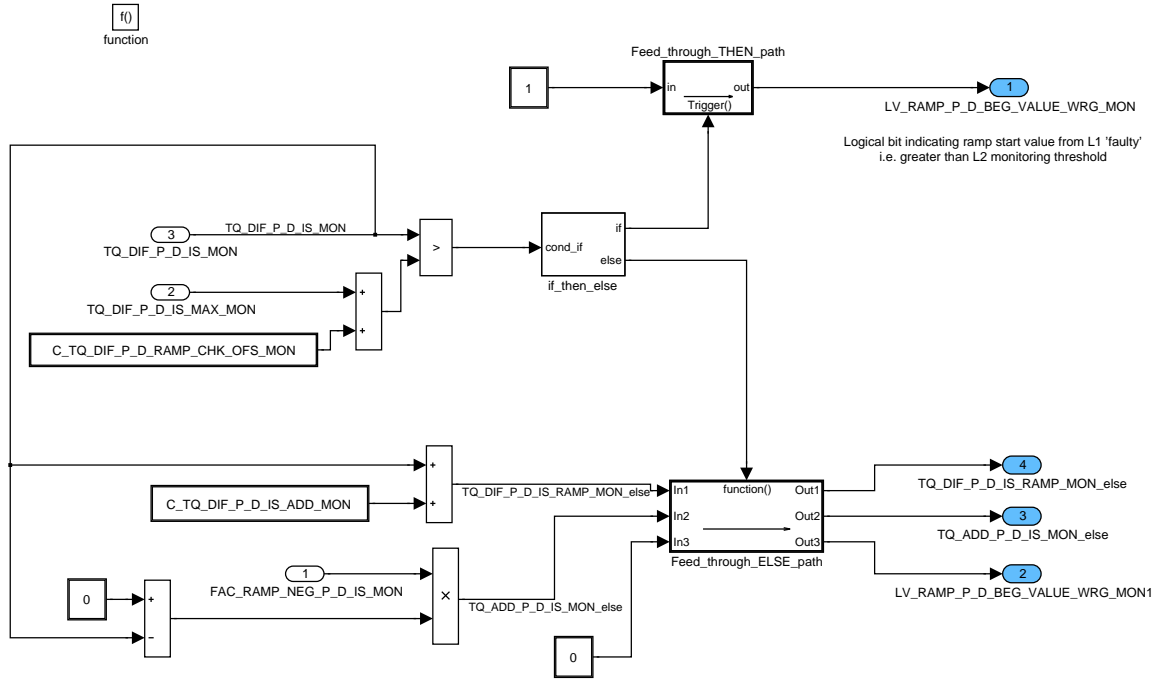 f()
function
Feed_through_THEN_path
1
in
out
Trigger()
1
LV_RAMP_P_D_BEG_VALUE_WRG_MON
Logical bit indicating ramp start value from L1 'faulty'
i.e. greater than L2 monitoring threshold
3
TQ_DIF_P_D_IS_MON
TQ_DIF_P_D_IS_MON
>
cond_if
if
else
if_then_else
2
TQ_DIF_P_D_IS_MAX_MON
+
+
C_TQ_DIF_P_D_RAMP_CHK_OFS_MON
+
+
C_TQ_DIF_P_D_IS_ADD_MON
TQ_DIF_P_D_IS_RAMP_MON_else
In1
function()
Out1
In2
Out2
In3
Out3
Feed_through_ELSE_path
4
TQ_DIF_P_D_IS_RAMP_MON_else
3
TQ_ADD_P_D_IS_MON_else
2
LV_RAMP_P_D_BEG_VALUE_WRG_MON1
1
FAC_RAMP_NEG_P_D_IS_MON
×
TQ_ADD_P_D_IS_MON_else
0
+
−
0